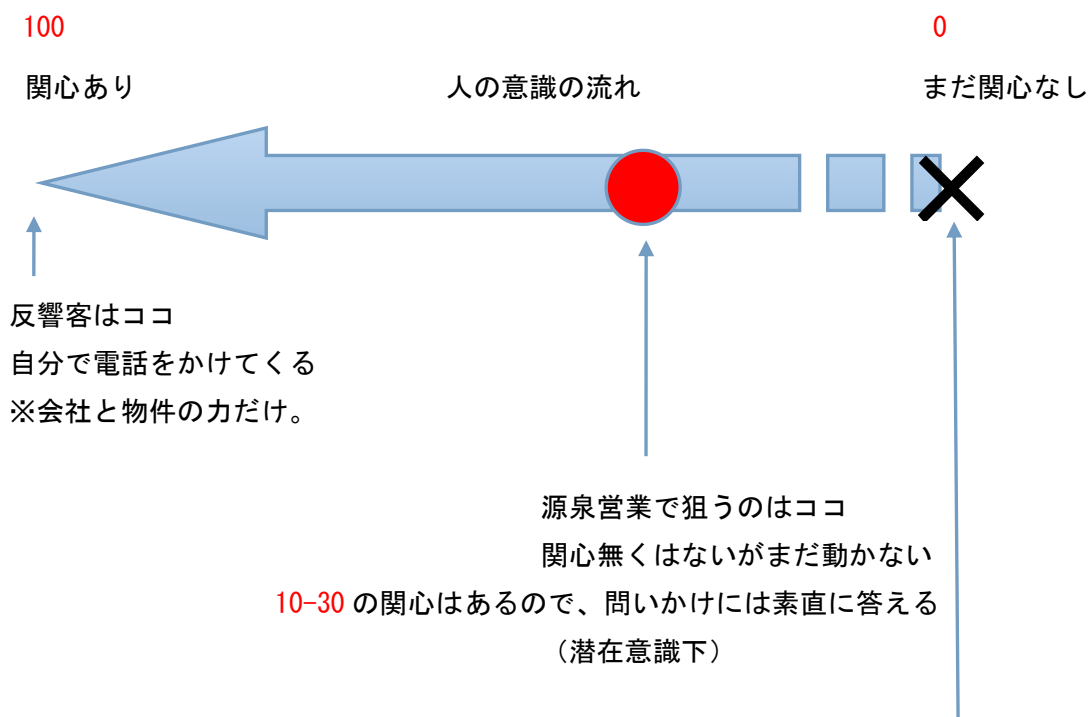 100
0
関心あり
人の意識の流れ
まだ関心なし
反響客はココ
自分で電話をかけてくる
※会社と物件の力だけ。
源泉営業で狙うのはココ
関心無くはないがまだ動かない
10-30 の関心はあるので、問いかけには素直に答える
（潜在意識下）